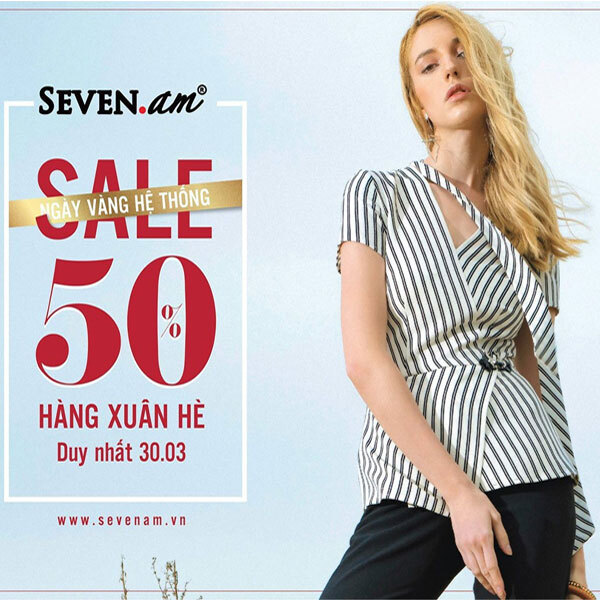 SEVEN.am®
SALE
NGÀY VÀNG HỆ THỐNG
50%
HÀNG XUÂN HÈ
Duy nhất 30.03
www.sevenam.vn